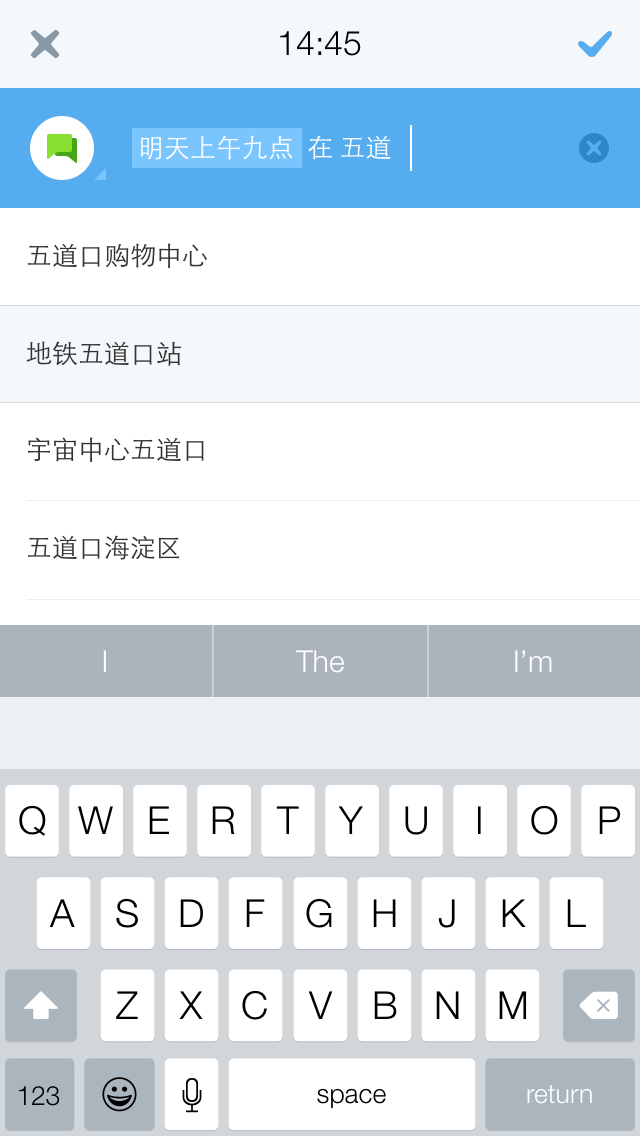 14:45
明天上午九点 在 五道
五道口购物中心
地铁五道口站
宇宙中心五道口
五道口海淀区
I The I’m
Q W E R T Y U I O P
A S D F G H J K L
Z X C V B N M
123 space return